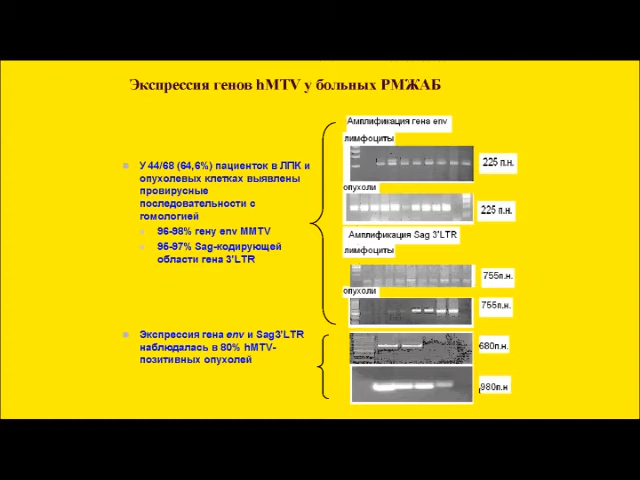 Экспрессия генов hMTV у больных РМЖАБ
У 44/68 (64,6%) пациенток в ЛПК и
опухолевых клетках выявлены
провирусные
последовательности с
гомологией
96-98% гену env MMTV
96-97% Sag-кодирующей
области гена 3'LTR
Экспрессия гена env и Sag3'LTR
наблюдалась в 80% hMTV-
позитивных опухолей
Амплификация гена env
лимфоциты
225 п.н.
опухоли
225 п.н.
Амплификация Sag 3'LTR
лимфоциты
755п.н.
опухоли
755п.н.
680п.н.
980п.н